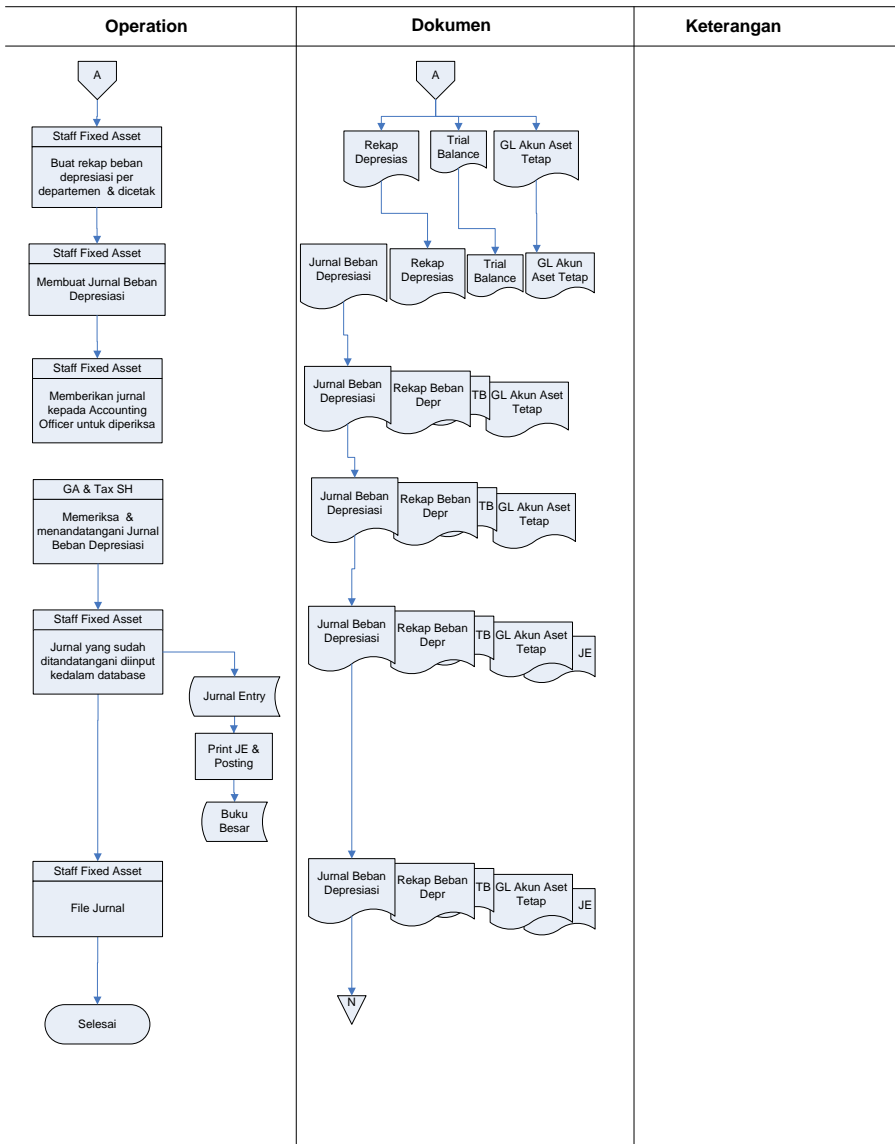 Operation
Dokumen
Keterangan
A
Staff Fixed Asset
Buat rekap beban
depresiasi per
departemen & dicetak
Staff Fixed Asset
Membuat Jurnal Beban
Depresiasi
Staff Fixed Asset
Memberikan jurnal
kepada Accounting
Officer untuk diperiksa
GA & Tax SH
Memeriksa &
menandatangani Jurnal
Beban Depresiasi
Staff Fixed Asset
Jurnal yang sudah
ditandatangani diinput
kedalam database
Jurnal Entry
Print JE &
Posting
Buku
Besar
Staff Fixed Asset
File Jurnal
Selesai
A
Rekap
Depresias
Trial
Balance
GL Akun Aset
Tetap
Jurnal Beban
Depresiasi
Rekap
Depresias
Trial
Balance
GL Akun
Aset Tetap
Jurnal Beban
Depresiasi
Rekap Beban
Depr
TB
GL Akun Aset
Tetap
Jurnal Beban
Depresiasi
Rekap Beban
Depr
TB
GL Akun Aset
Tetap
Jurnal Beban
Depresiasi
Rekap Beban
Depr
TB
GL Akun Aset
Tetap
JE
Jurnal Beban
Depresiasi
Rekap Beban
Depr
TB
GL Akun Aset
Tetap
JE
N